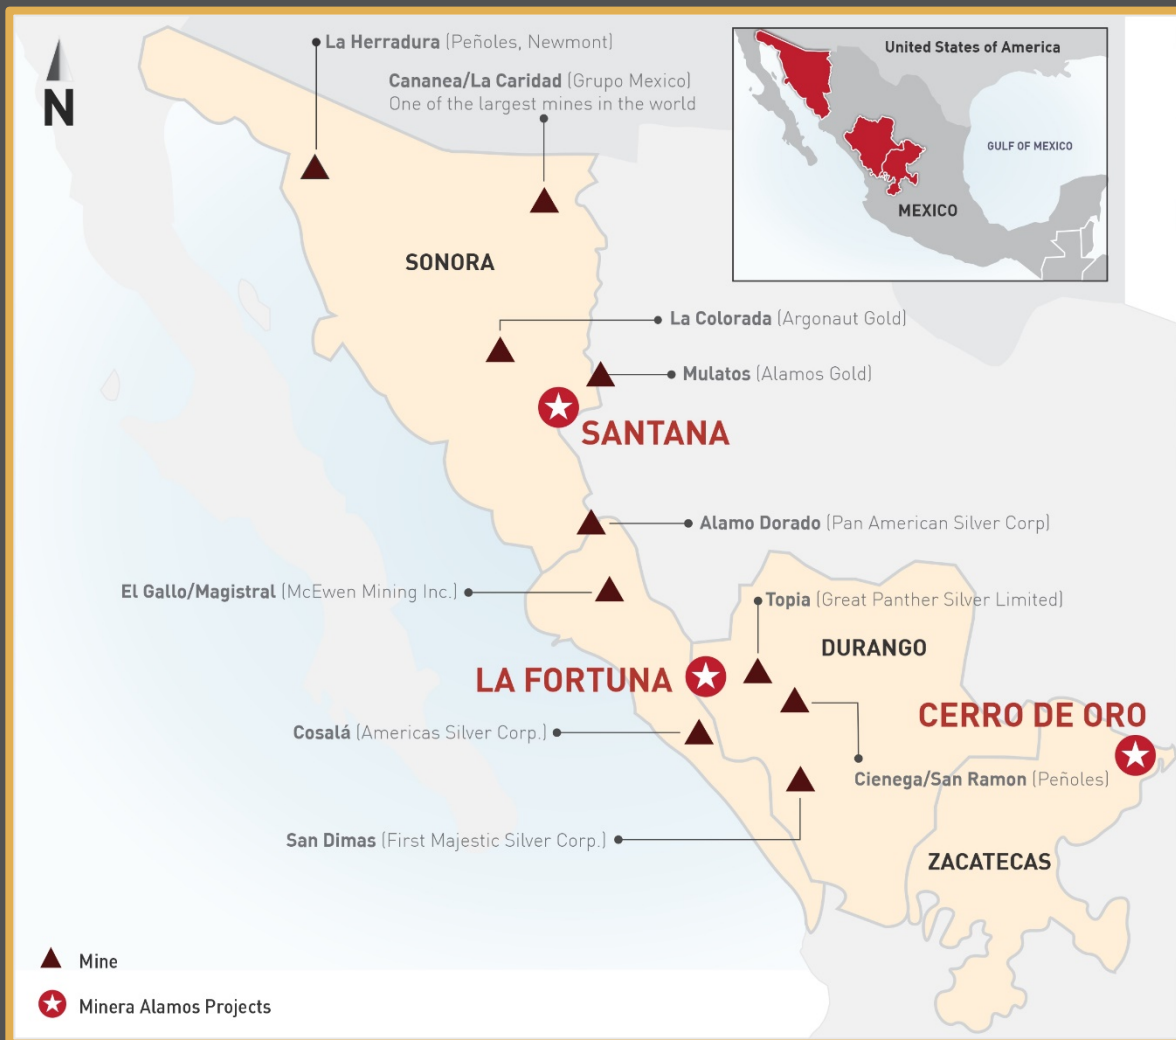 La Herradura (Peñoles, Newmont)
Cananea/La Caridad (Grupo Mexico)
One of the largest mines in the world
N
United States of America
GULF OF MEXICO
MEXICO
SONORA
La Colorada (Argonaut Gold)
Mulatos (Alamos Gold)
SANTANA
Alamo Dorado (Pan American Silver Corp)
El Gallo/Magistral (McEwen Mining Inc.)
Topia (Great Panther Silver Limited)
DURANGO
LA FORTUNA
CERRO DE ORO
Cosalá (Americas Silver Corp.)
Cienega/San Ramon (Peñoles)
San Dimas (First Majestic Silver Corp.)
ZACATECAS
Mine
Minera Alamos Projects